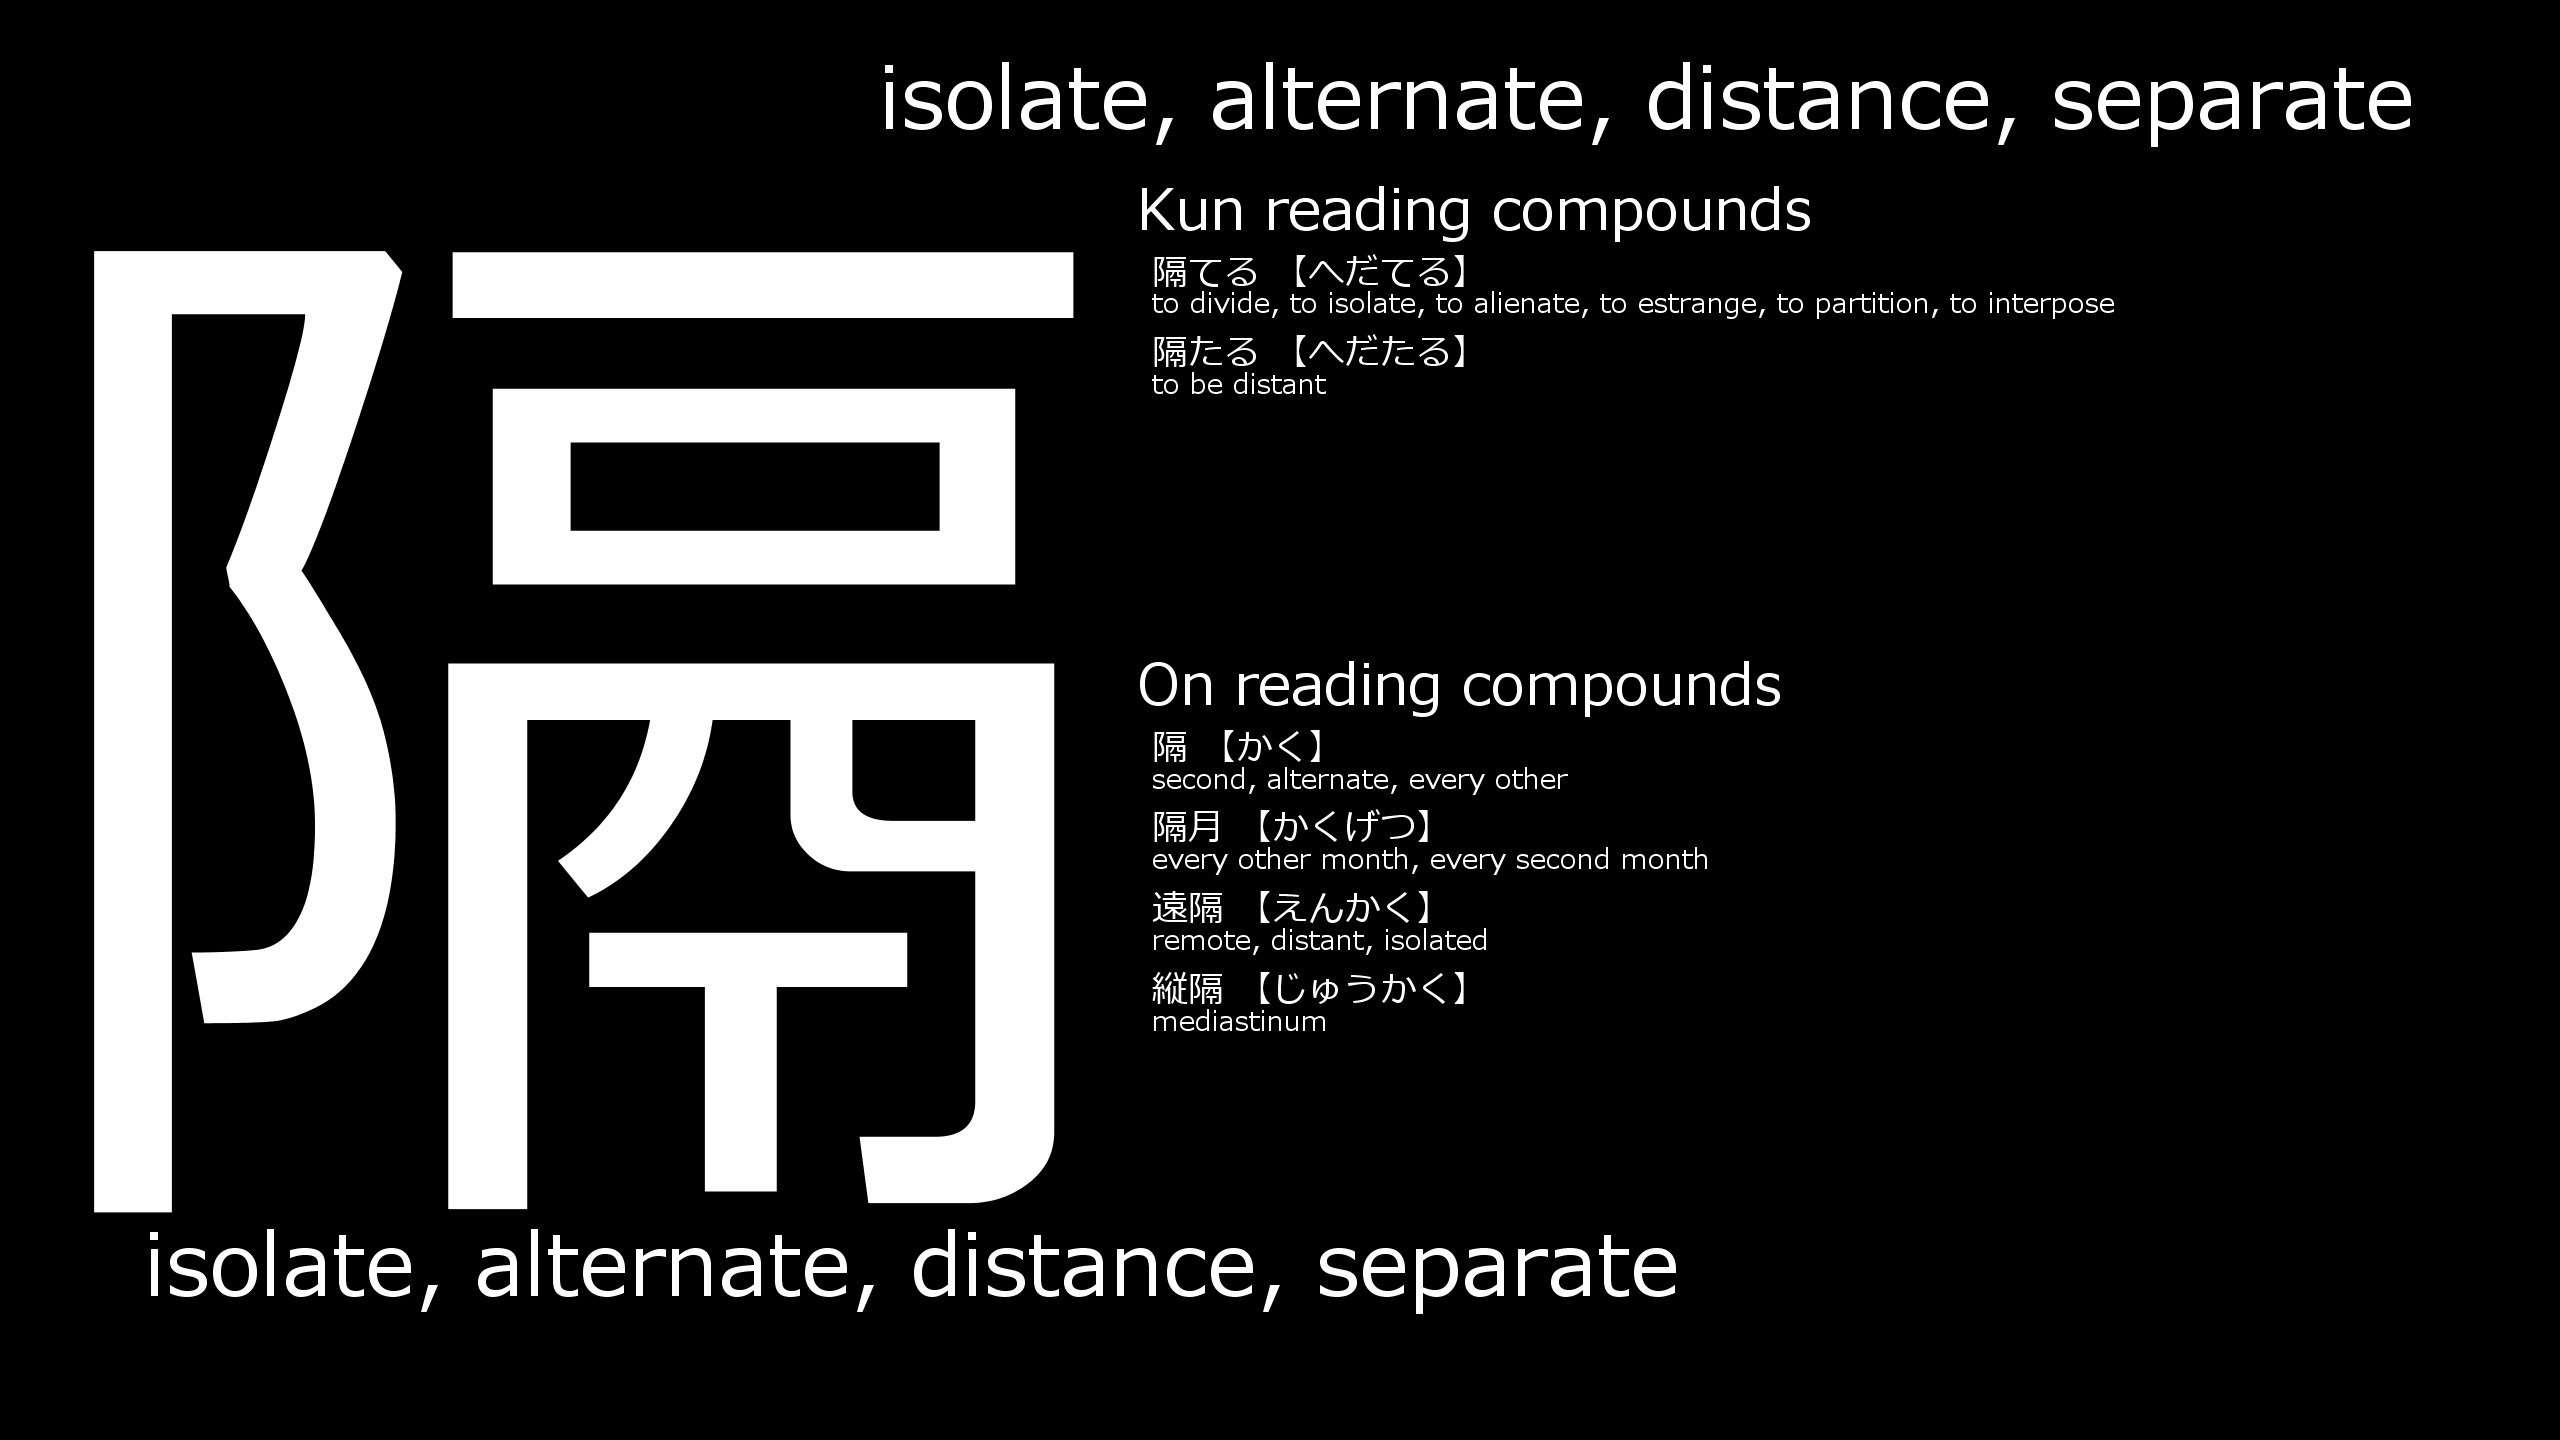 isolate, alternate, distance, separate
隔
Kun reading compounds
隔てる 【へだてる】
to divide, to isolate, to alienate, to estrange, to partition, to interpose
隔たる 【へだたる】
to be distant
On reading compounds
隔 【かく】
second, alternate, every other
隔月 【かくげつ】
every other month, every second month
遠隔 【えんかく】
remote, distant, isolated
縦隔 【じゅうかく】
mediastinum
isolate, alternate, distance, separate